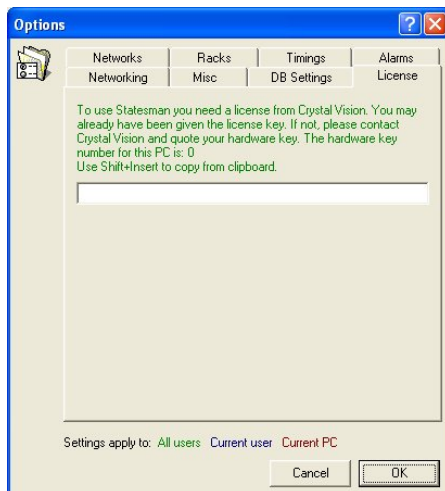 Options
Networks Racks Timings Alarms
Networking Misc DB Settings License
To use Statesman you need a license from Crystal Vision. You may
already have been given the license key. If not, please contact
Crystal Vision and quote your hardware key. The hardware key
number for this PC is: 0
Use Shift+Insert to copy from clipboard.
Settings apply to: All users Current user Current PC
Cancel OK